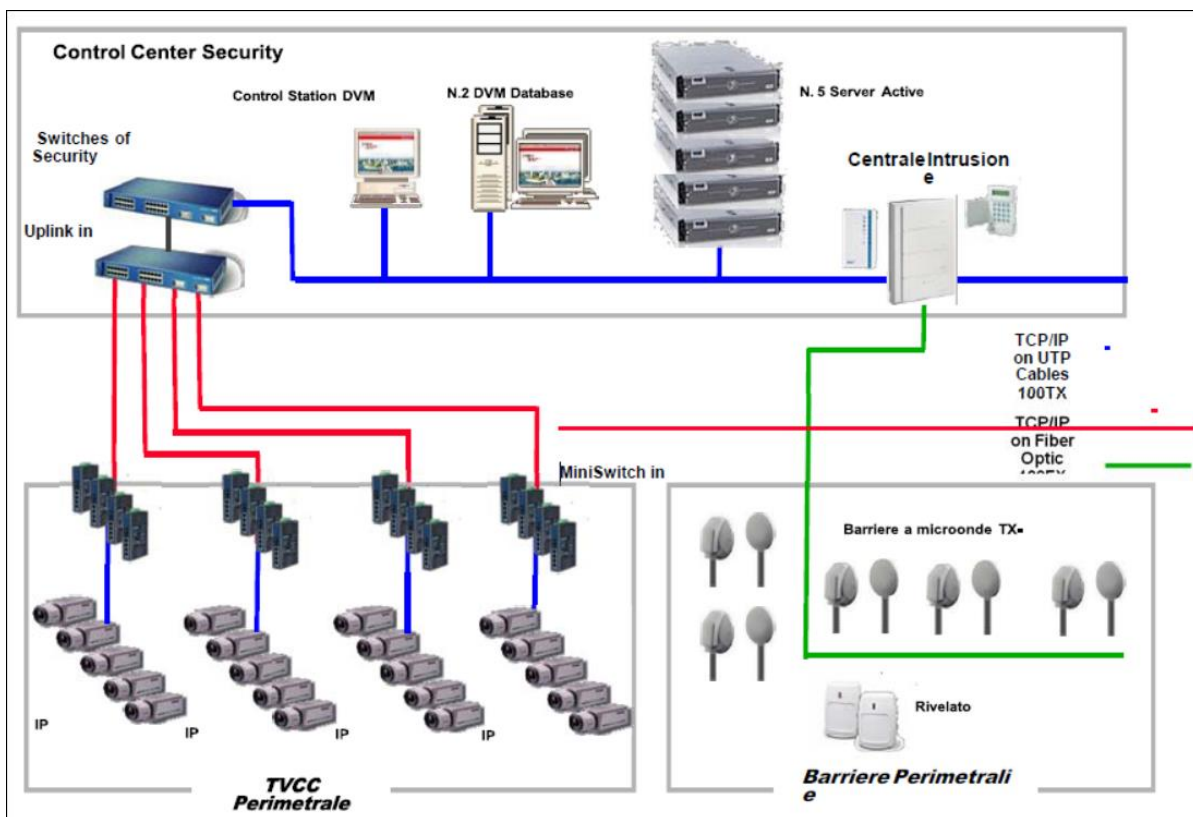 Control Center Security
Control Station DVM
N.2 DVM Database
N. 5 Server Active
Switches of
Security
Centrale Intrusion
e
Uplink in
TCP/IP
on UTP
Cables
100TX
TCP/IP
on Fiber
Optic
MiniSwitch in
Barriere a microonde TX-
Rivelato
IP
IP
IP
IP
TVCC
Perimetrale
Barriere Perimetrali
e